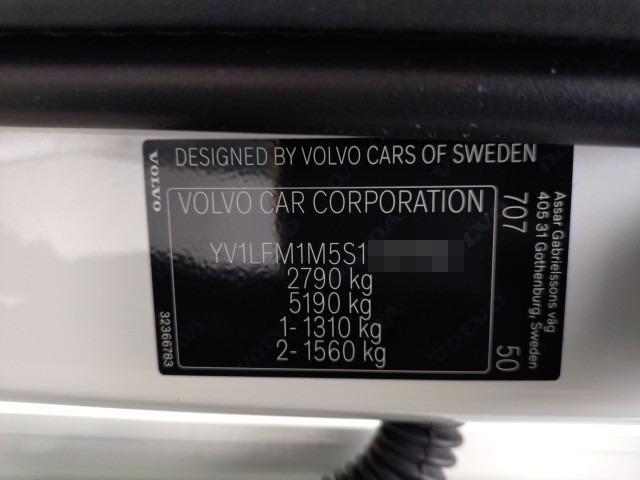 DESIGNED BY VOLVO CARS OF SWEDEN
VOLVO
VOLVO CAR CORPORATION
YV1LFM1M5S1
2790 kg
5190 kg
1- 1310 kg
2- 1560 kg
32366783
707
50
Assar Gabrielssons väg
405 31 Gothenburg, Sweden